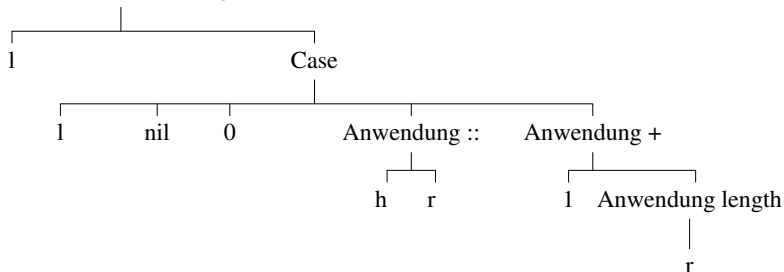 l Case
l nil 0 Anwendung :: Anwendung +
h r 1 Anwendung length
r